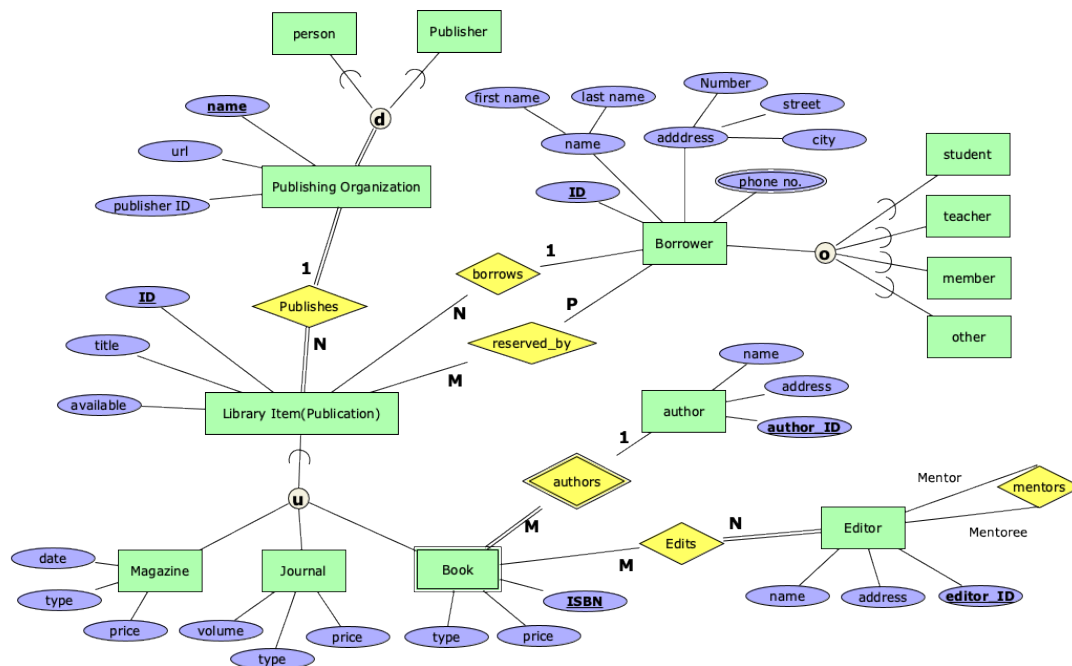 person
Publisher
name
d
url
publisher ID
Publishing Organization
first name
last name
name
Number
street
adddress
city
ID
phone no.
Borrower
o
student
teacher
member
other
1
Publishes
N
borrows
1
N
reserved_by
P
M
ID
title
available
Library Item(Publication)
name
address
author
author_ID
1
authors
M
u
Magazine
date
type
price
Journal
volume
type
price
Book
ISBN
type
price
Edits
M
N
Editor
Mentor
mentors
Mentoree
name
address
editor_ID